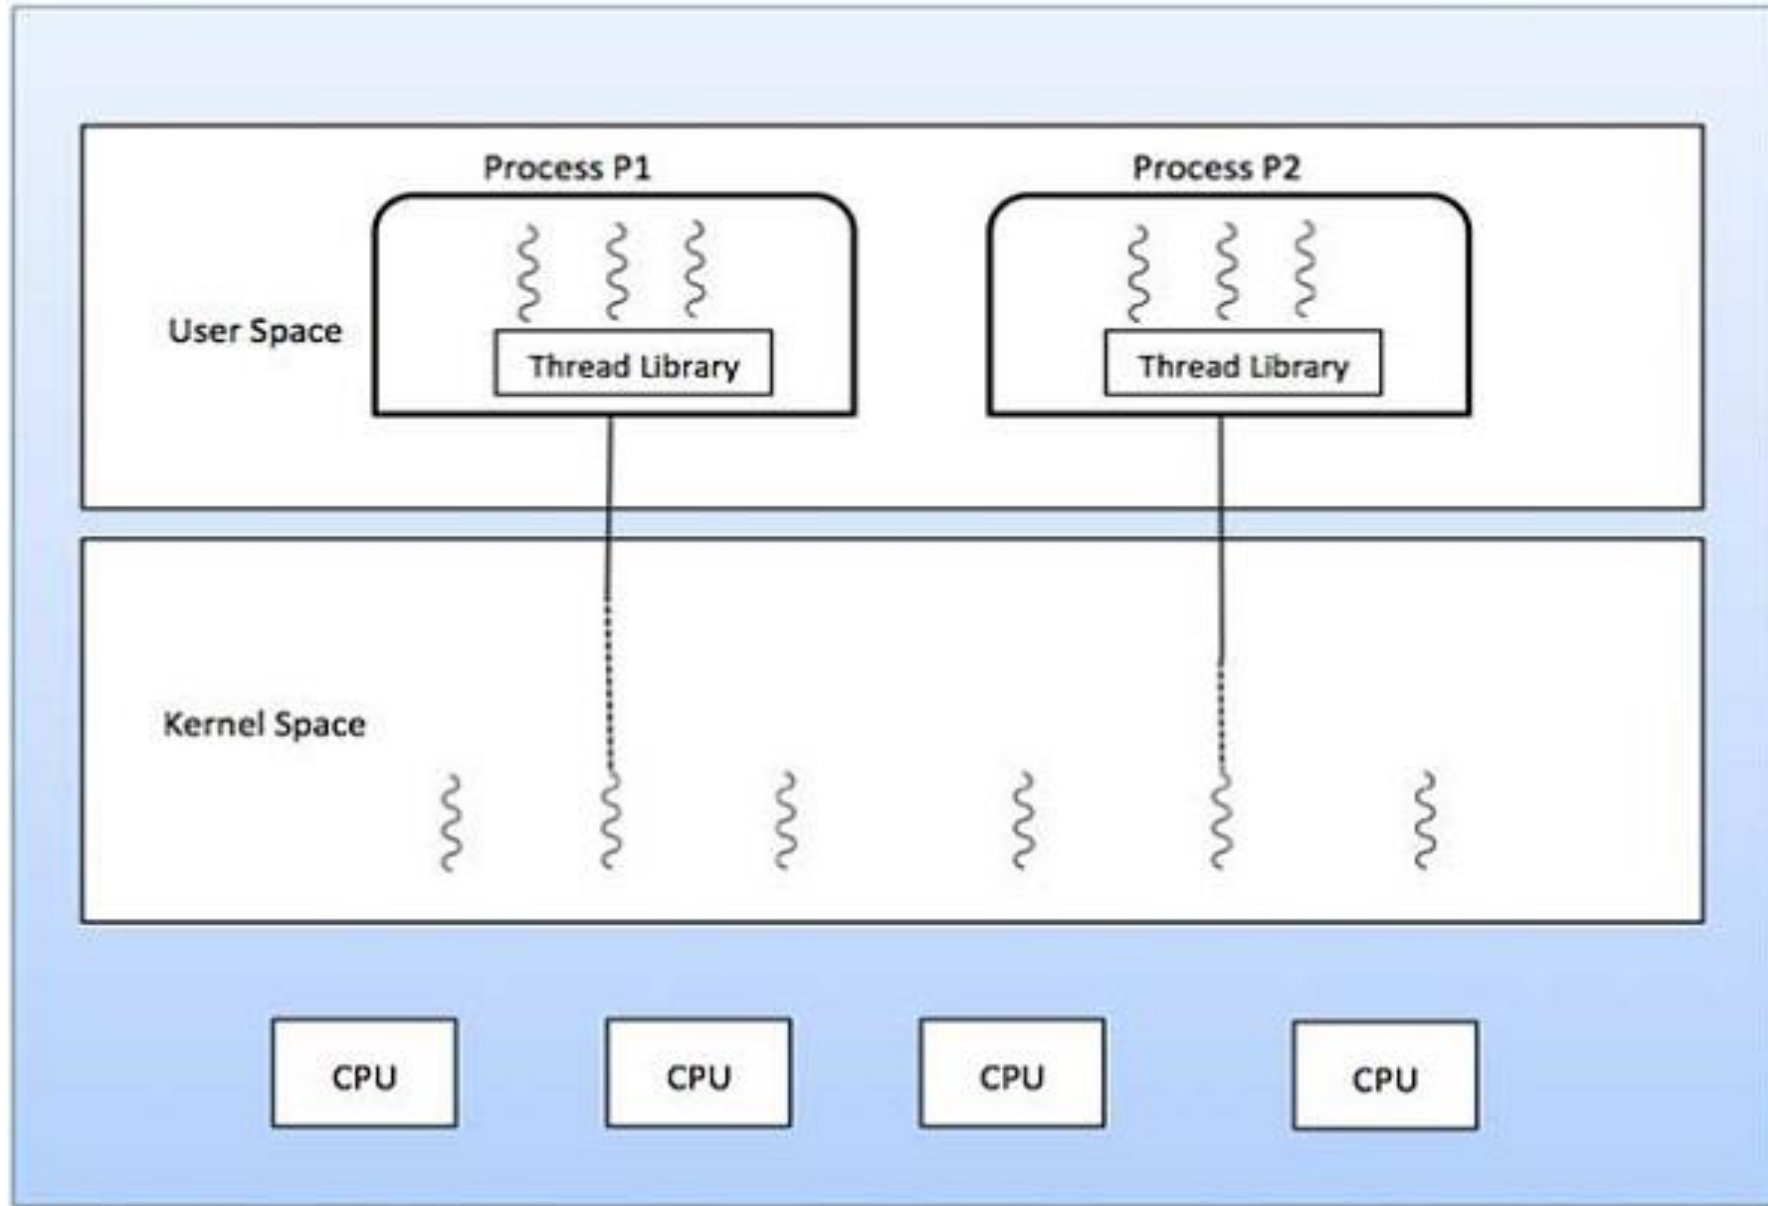 Process P1
Process P2
User Space
Thread Library
Thread Library
Kernel Space
CPU
CPU
CPU
CPU